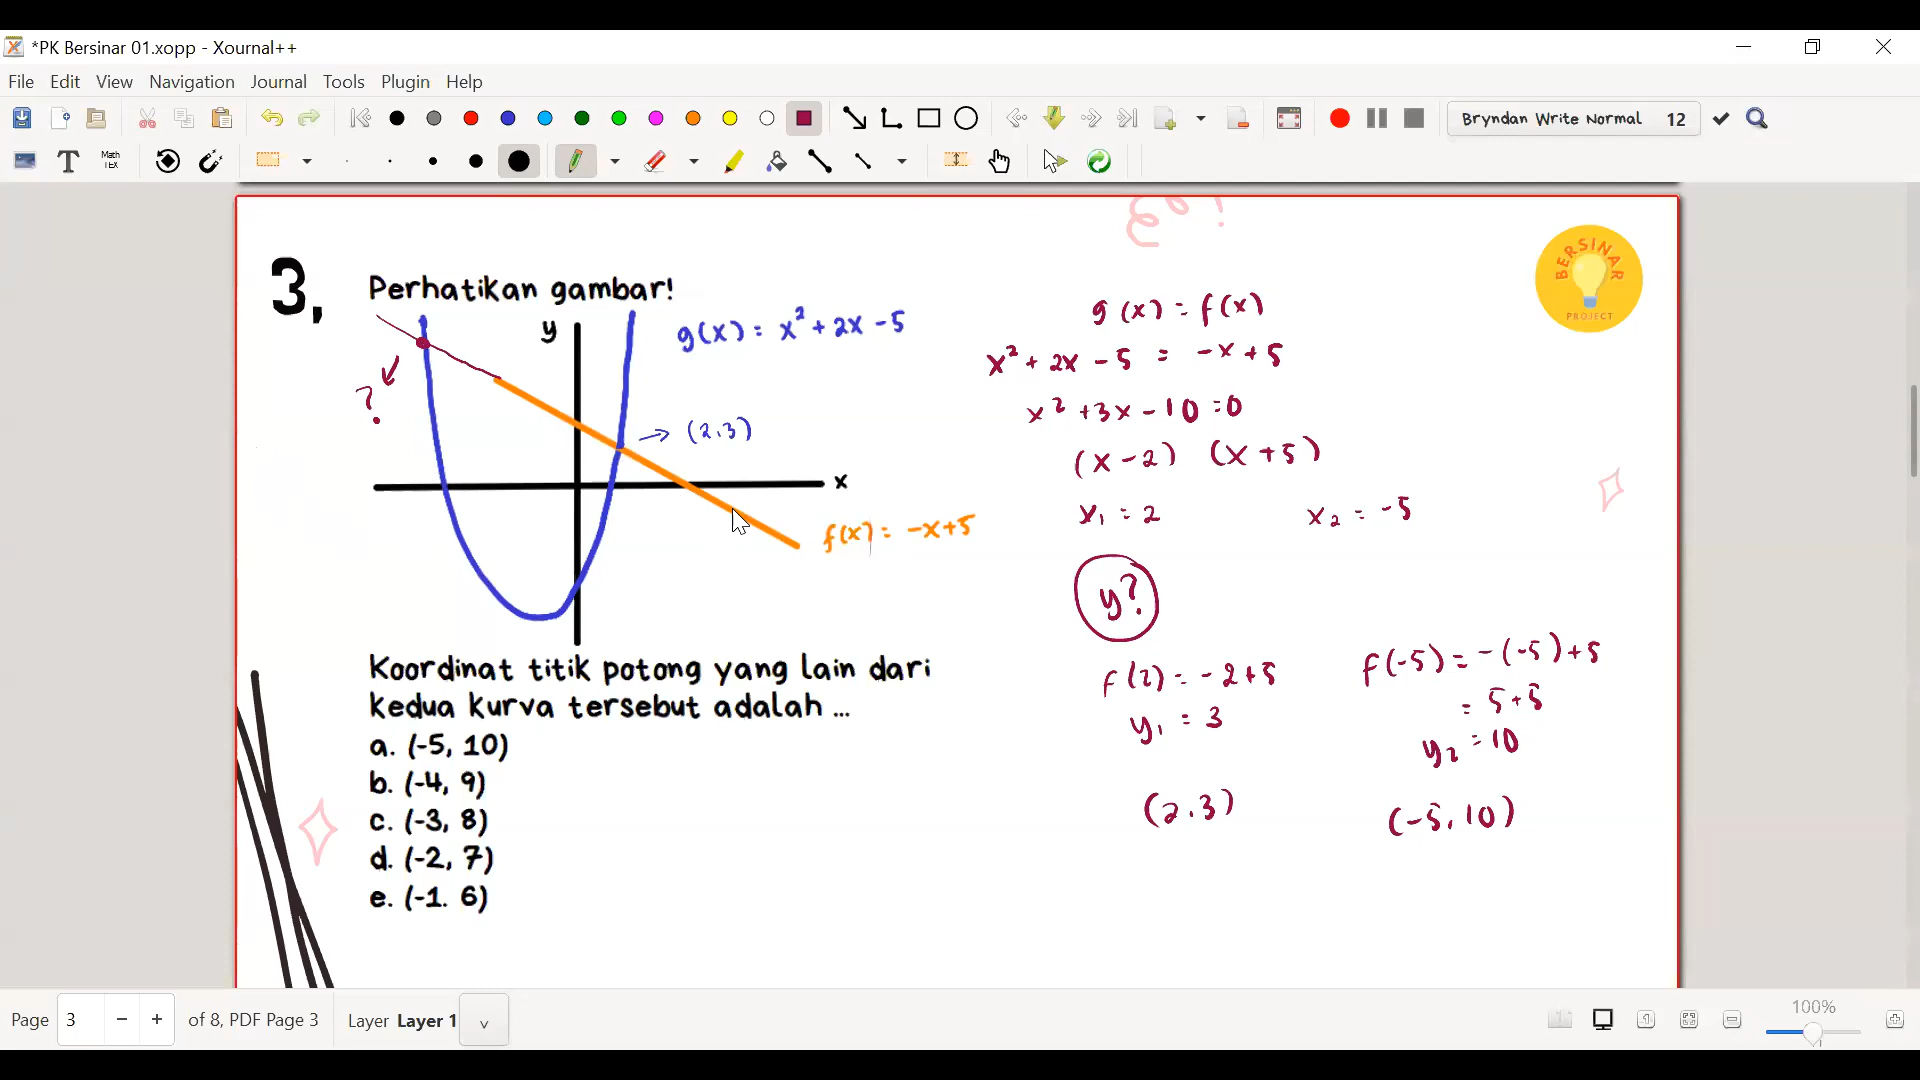 *PK Bersinar 01.xopp - Xournal++
File Edit View Navigation Journal Tools Plugin Help
Bryndan Write Normal 12
T Math TEX
3,
Perhatikan gambar!
y
x
g(x) = x² + 2x - 5
(2,3)
f(x) = -x+5
?
Koordinat titik potong yang lain dari
kedua kurva tersebut adalah ...
a. (-5, 10)
b. (-4, 9)
c. (-3, 8)
d. (-2, 7)
e. (-1. 6)
g(x) = f(x)
x² + 2x - 5 = -x + 5
x² + 3x - 10 = 0
(x - 2) (x + 5)
x₁ = 2 x₂ = -5
y?
f(2) = -2+5
y₁ = 3
(2,3)
f(-5) = -(-5)+5
= 5+5
y₂ = 10
(-5,10)
BERSINAR
PROJECT
Page 3 of 8, PDF Page 3 Layer Layer 1
100%